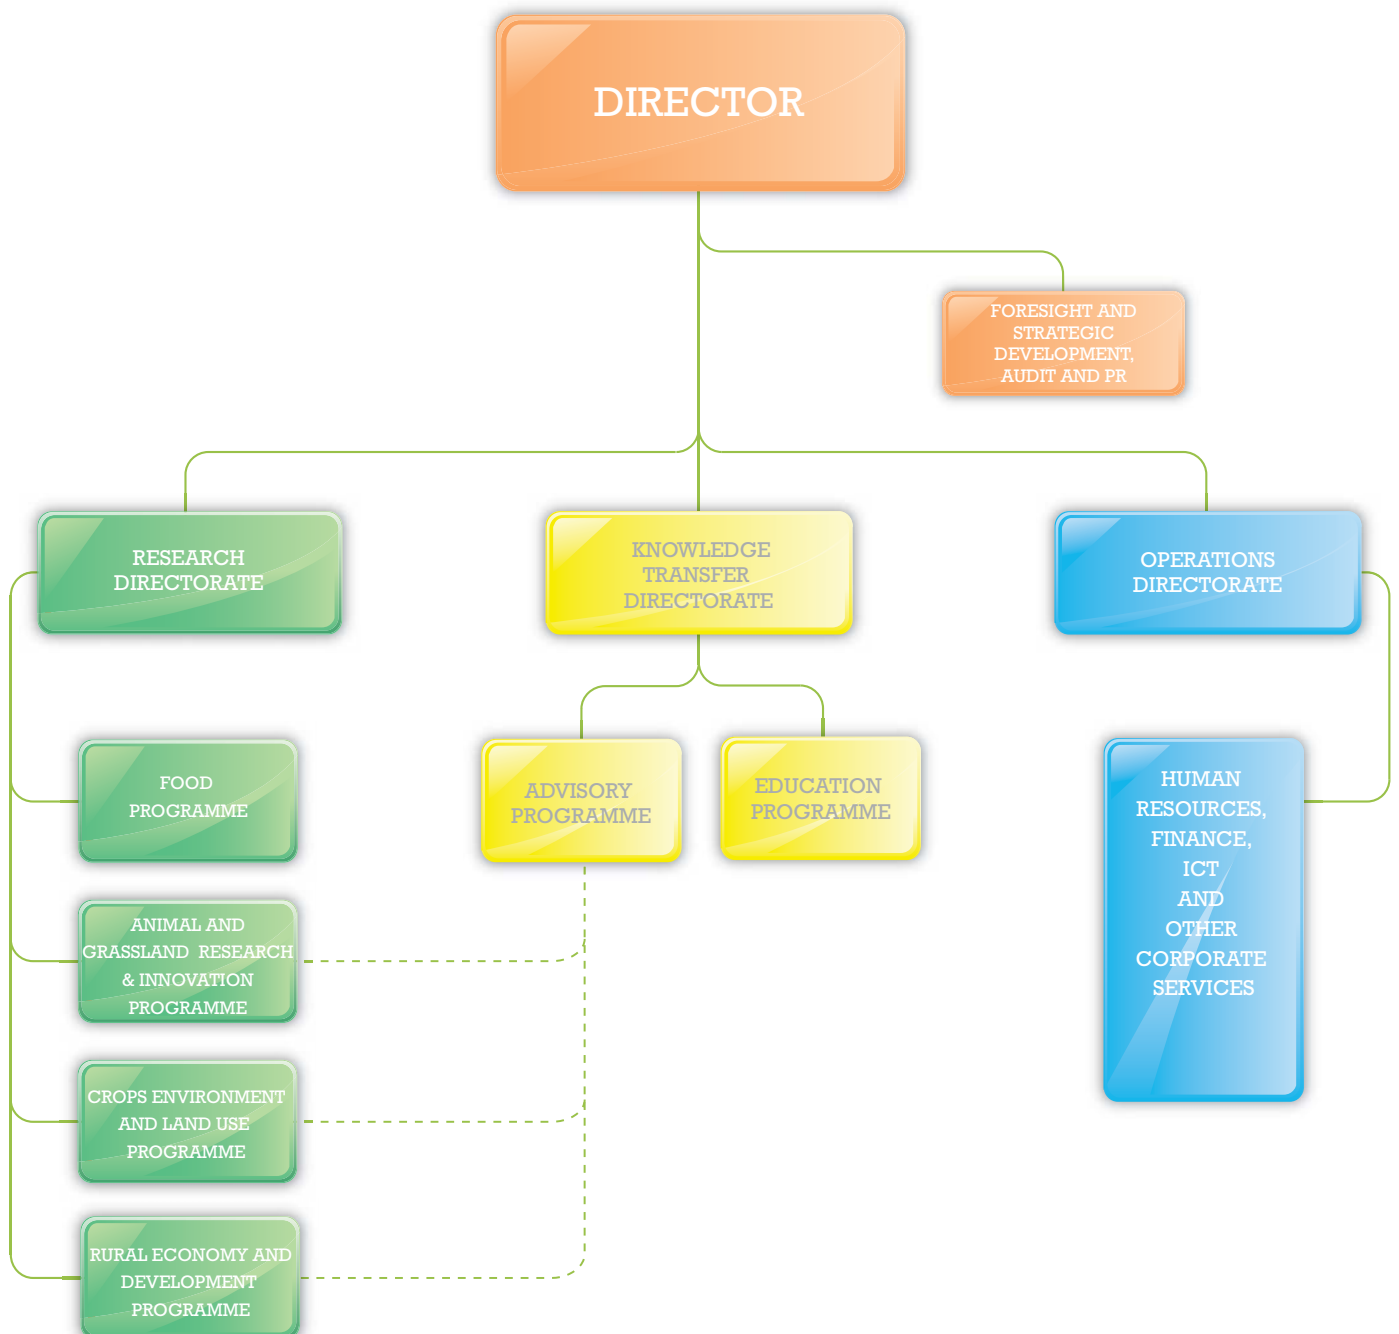 DIRECTOR
FORESIGHT AND
STRATEGIC
DEVELOPMENT,
AUDIT AND PR
RESEARCH
DIRECTORATE
KNOWLEDGE
TRANSFER
DIRECTORATE
OPERATIONS
DIRECTORATE
FOOD
PROGRAMME
ADVISORY
PROGRAMME
EDUCATION
PROGRAMME
HUMAN
RESOURCES,
FINANCE,
ICT
AND
OTHER
CORPORATE
SERVICES
ANIMAL AND
GRASSLAND RESEARCH
& INNOVATION
PROGRAMME
CROPS ENVIRONMENT
AND LAND USE
PROGRAMME
RURAL ECONOMY AND
DEVELOPMENT
PROGRAMME